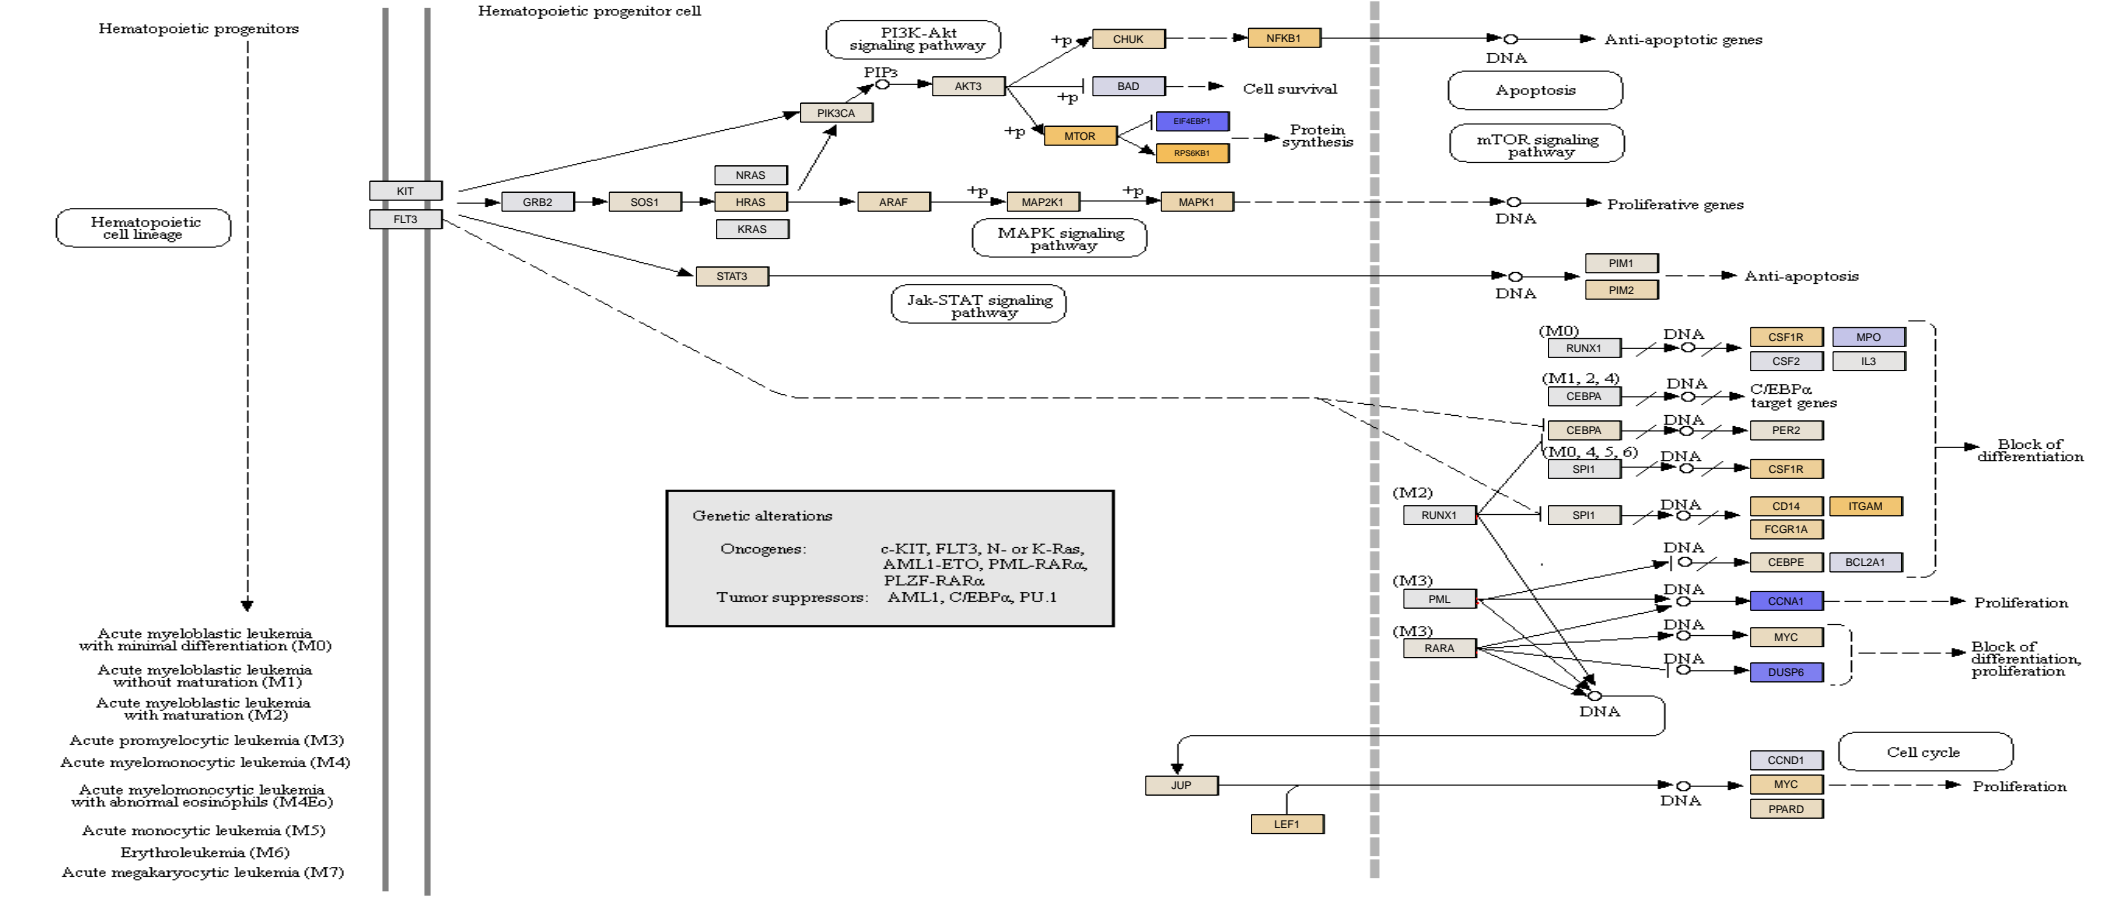 Hematopoietic progenitor cell
Hematopoietic progenitors
Hematopoietic
cell lineage
Acute myeloblastic leukemia
with minimal differentiation (M0)
Acute myeloblastic leukemia
without maturation (M1)
Acute myeloblastic leukemia
with maturation (M2)
Acute promyelocytic leukemia (M3)
Acute myelomonocytic leukemia (M4)
Acute myelomonocytic leukemia
with abnormal eosinophils (M4Eo)
Acute monocytic leukemia (M5)
Erythroleukemia (M6)
Acute megakaryocytic leukemia (M7)
KIT
FLT3
PI3K-Akt
signaling pathway
PIP3
PIK3CA
AKT3
+p
CHUK
NFKB1
DNA
Anti-apoptotic genes
+p
BAD
Cell survival
Apoptosis
+p
MTOR
EIF4EBP1
RPS6KB1
Protein
synthesis
mTOR signaling
pathway
GRB2
SOS1
NRAS
HRAS
KRAS
ARAF
+p
MAP2K1
+p
MAPK1
DNA
Proliferative genes
MAPK signaling
pathway
STAT3
DNA
PIM1
PIM2
Anti-apoptosis
Jak-STAT signaling
pathway
(M0)
RUNX1
DNA
CSF1R
MPO
CSF2
IL3
(M1, 2, 4)
CEBPA
DNA
C/EBPα
target genes
CEBPA
DNA
PER2
(M0, 4, 5, 6)
SPI1
DNA
CSF1R
Block of
differentiation
(M2)
RUNX1
SPI1
DNA
CD14
ITGAM
FCGR1A
DNA
CEBPE
BCL2A1
(M3)
PML
DNA
CCNA1
Proliferation
(M3)
RARA
DNA
MYC
DNA
DUSP6
Block of
differentiation,
proliferation
DNA
Genetic alterations
Oncogenes: c-KIT, FLT3, N- or K-Ras,
AML1-ETO, PML-RARα,
PLZF-RARα
Tumor suppressors: AML1, C/EBPα, PU.1
JUP
LEF1
DNA
CCND1
MYC
PPARD
Cell cycle
Proliferation